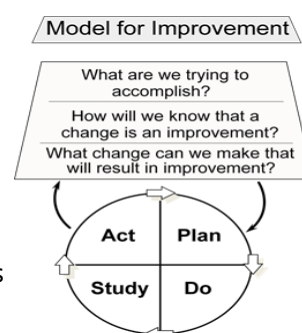 Model for Improvement
What are we trying to
accomplish?
How will we know that a
change is an improvement?
What change can we make that
will result in improvement?
Act Plan
s
Study Do